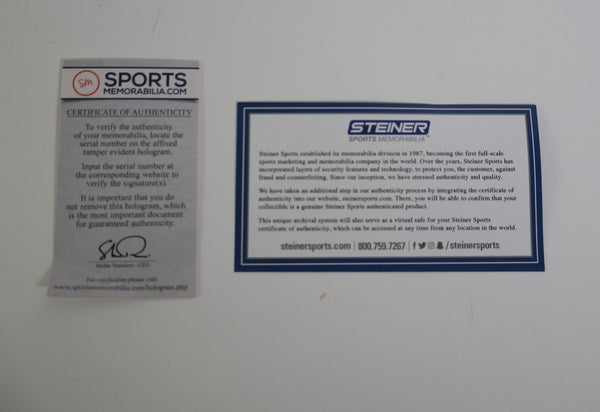 sm SPORTS
MEMORABILIA.COM
CERTIFICATE OF AUTHENTICITY
To verify the authenticity
of your memorabilia, locate the
serial number on the affixed
tamper evident hologram.
Input the serial number at
the corresponding website to
verify the signature(s).
It is important that you do
not remove this hologram, which
is the most important document
for guaranteed authenticity.
For verification please visit:
www.sportsmemorabilia.com/hologram.php
STEINER
SPORTS MEMORABILIA
Steiner Sports established its memorabilia division in 1987, becoming the first full-scale
sports marketing and memorabilia company in the world. Over the years, Steiner Sports has
incorporated layers of security features and technology, to protect you, the customer, against
fraud and counterfeiting. Since our inception, we have stressed authenticity and quality.
We have taken an additional step in our authenticity process by integrating the certificate of
authenticity into our website, steinersports.com. There, you will be able to confirm that your
collectible is a genuine Steiner Sports authenticated product.
This unique archival system will also serve as a virtual safe for your Steiner Sports
certificate of authenticity, which can be accessed at any time from any location in the world.
steinersports.com | 800.759.7267 | /steinersports